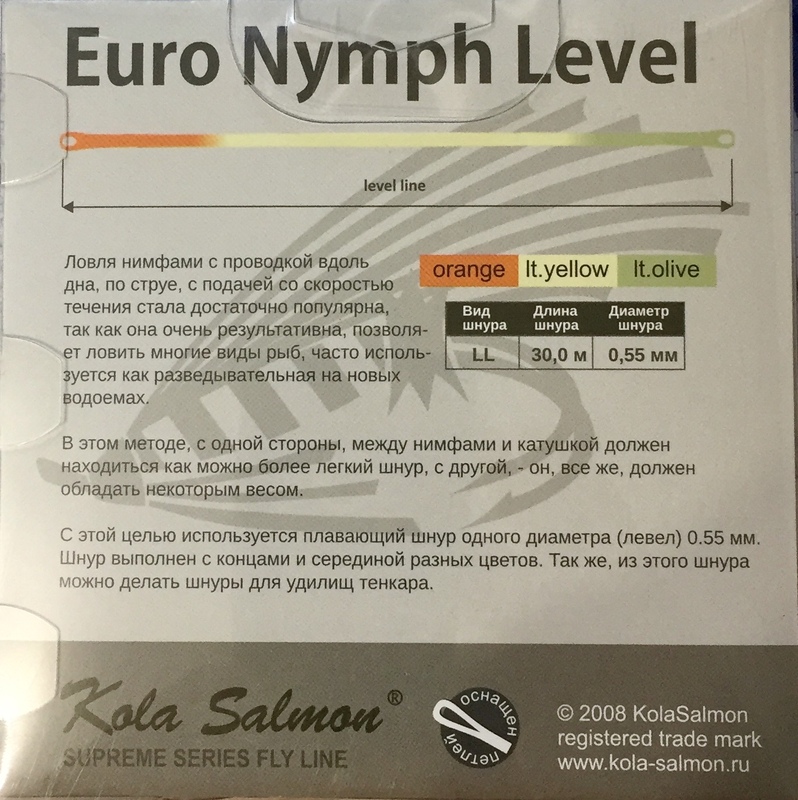 Euro Nymph Level
level line
Ловля нимфами с проводкой вдоль
дна, по струе, с подачей со скоростью
течения стала достаточно популярна,
так как она очень результативна, позволя-
ет ловить многие виды рыб, часто исполь-
зуется как разведывательная на новых
водоемах.
orange lt.yellow lt.olive
Вид шнура Длина шнура Диаметр шнура
LL 30,0 м 0,55 мм
В этом методе, с одной стороны, между нимфами и катушкой должен
находиться как можно более легкий шнур, с другой, - он, все же, должен
обладать некоторым весом.
С этой целью используется плавающий шнур одного диаметра (левел) 0.55 мм.
Шнур выполнен с концами и серединой разных цветов. Так же, из этого шнура
можно делать шнуры для удилищ тенкара.
Kola Salmon®
SUPREME SERIES FLY LINE
оснащен петлей
© 2008 KolaSalmon
registered trade mark
www.kola-salmon.ru